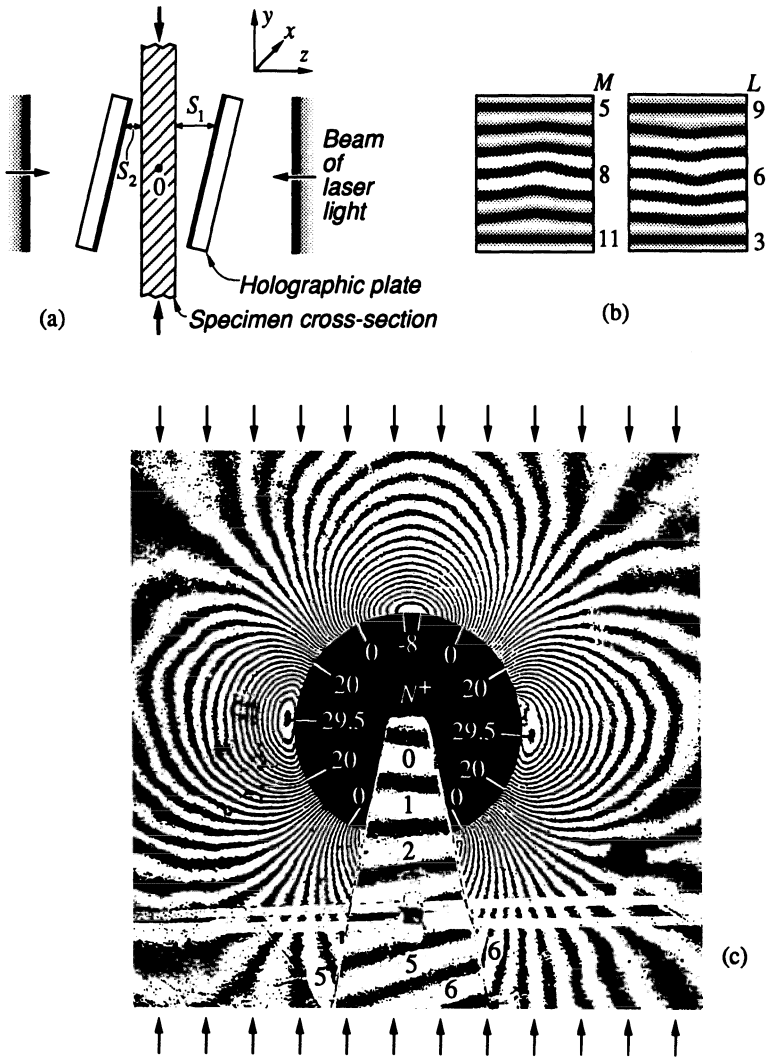 y
x
z
S1
S2
0
Beam
of
laser
light
Holographic plate
Specimen cross-section
(a)
M
L
5
9
8
6
11
3
(b)
0
-8
0
20
N+
20
29.5
29.5
20
20
0
0
0
1
2
5
5
6
6
(c)